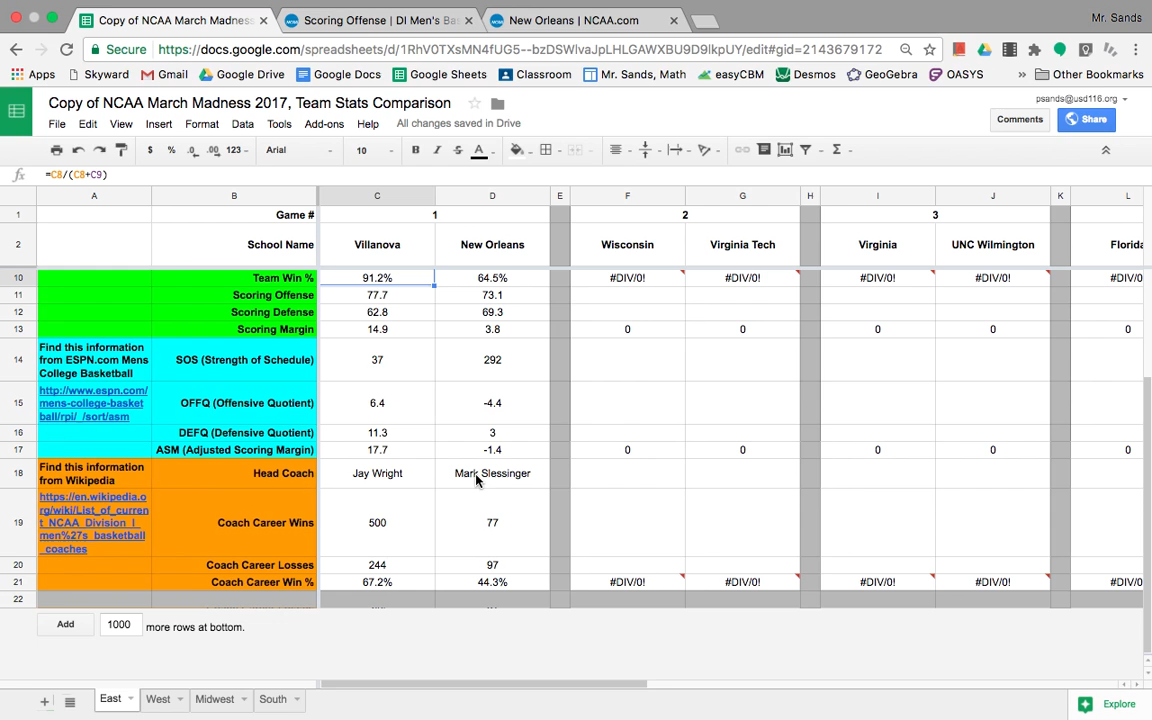 Copy of NCAA March Madness
Scoring Offense | DI Men's Ba
New Orleans | NCAA.com
Mr. Sands
Secure
https://docs.google.com/spreadsheets/d/1RhV0TXsMN4fUG5--bzDSWlvaJpLHLGAWXBU9D9ikpUY/edit#gid=2143679172
Apps Skyward Gmail Google Drive Google Docs Google Sheets Classroom Mr. Sands, Math easyCBM Desmos GeoGebra OASYS » Other Bookmarks
Copy of NCAA March Madness 2017, Team Stats Comparison
psands@usd116.org
File Edit View Insert Format Data Tools Add-ons Help All changes saved in Drive
Comments Share
$ % .0 .00 123 Arial 10 B I S A Σ
fx =C8/(C8+C9)
A B C D E F G H I J K L
1 Game # 1 2 3
2 School Name Villanova New Orleans Wisconsin Virginia Tech Virginia UNC Wilmington Florida
10 Team Win % 91.2% 64.5% #DIV/0! #DIV/0! #DIV/0! #DIV/0! #DIV/0
11 Scoring Offense 77.7 73.1
12 Scoring Defense 62.8 69.3
13 Scoring Margin 14.9 3.8 0 0 0 0 0
Find this information
14 from ESPN.com Mens SOS (Strength of Schedule) 37 292
College Basketball
http://www.espn.com/
15 mens-college-basket OFFQ (Offensive Quotient) 6.4 -4.4
ball/rpi/_/sort/asm
16 DEFQ (Defensive Quotient) 11.3 3
17 ASM (Adjusted Scoring Margin) 17.7 -1.4 0 0 0 0 0
Find this information
18 Head Coach Jay Wright Mark Slessinger
from Wikipedia
https://en.wikipedia.o
rg/wiki/List_of_curren
19 t_NCAA_Division_I_ Coach Career Wins 500 77
men%27s_basketball
_coaches
20 Coach Career Losses 244 97
21 Coach Career Win % 67.2% 44.3% #DIV/0! #DIV/0! #DIV/0! #DIV/0! #DIV/0
22
Add 1000 more rows at bottom.
East West Midwest South
Explore